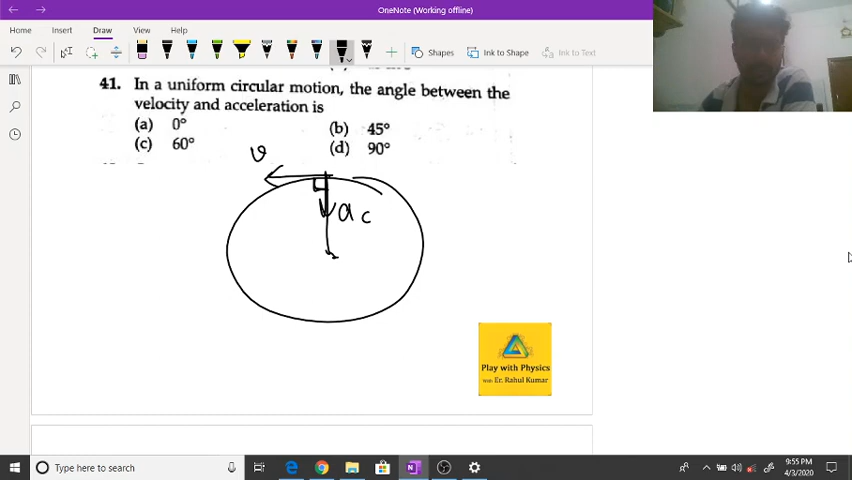 OneNote (Working offline)
Home Insert Draw View Help
Shapes
Ink to Shape
Ink to Text
41. In a uniform circular motion, the angle between the
velocity and acceleration is
(a) 0° (b) 45°
(c) 60° (d) 90°
v
a c
Play with Physics
With Er. Rahul Kumar
Type here to search
9:55 PM
4/3/2020